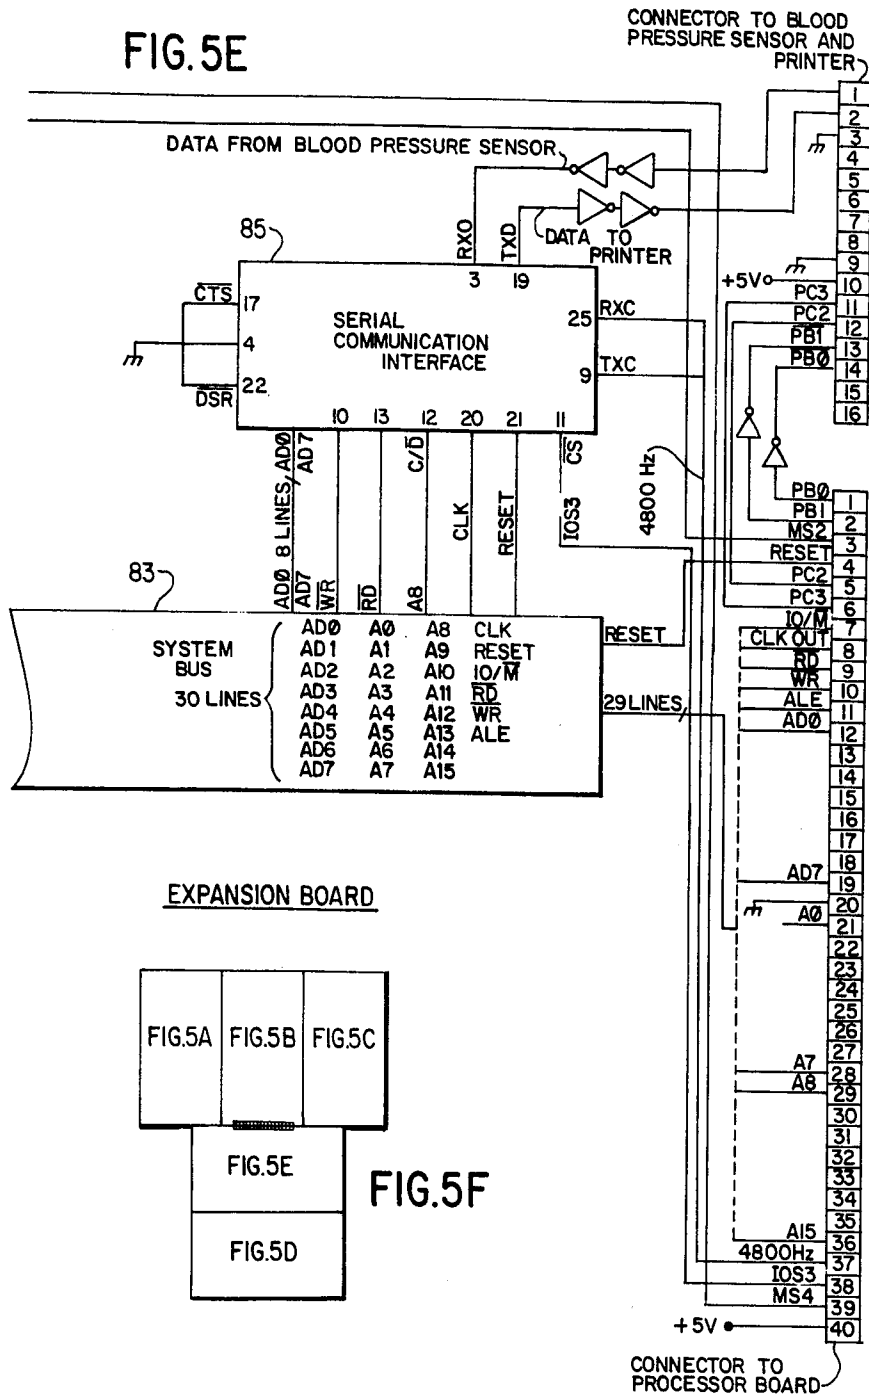 FIG.5E
CONNECTOR TO BLOOD
PRESSURE SENSOR AND
PRINTER
1
2
3
4
5
6
7
8
9
10
11
12
13
14
15
16
DATA FROM BLOOD PRESSURE SENSOR
DATA TO
PRINTER
+5V
PC3
PC2
PB1
PB0
85
RXO
TXD
3
19
CTS
17
4
22
DSR
SERIAL
COMMUNICATION
INTERFACE
25
RXC
9
TXC
10
13
12
20
21
11
AD0 8 LINES/AD0
AD7
C/D
CS
AD0
AD7
WR
RD
A8
CLK
RESET
IOS3
4800 Hz
83
SYSTEM
BUS
30 LINES
AD0 A0 A8 CLK
AD1 A1 A9 RESET
AD2 A2 A10 IO/M
AD3 A3 A11 RD
AD4 A4 A12 WR
AD5 A5 A13 ALE
AD6 A6 A14
AD7 A7 A15
RESET
29 LINES
PB0 1
PB1 2
MS2 3
RESET 4
PC2 5
PC3 6
IO/M 7
CLK OUT 8
RD 9
WR 10
ALE 11
AD0 12
13
14
15
16
17
18
AD7 19
20
A0 21
22
23
24
25
26
27
A7 28
A8 29
30
31
32
33
34
35
A15 36
4800Hz 37
IOS3 38
MS4 39
+5V 40
CONNECTOR TO
PROCESSOR BOARD
EXPANSION BOARD
FIG.5A FIG.5B FIG.5C
FIG.5E
FIG.5D
FIG.5F